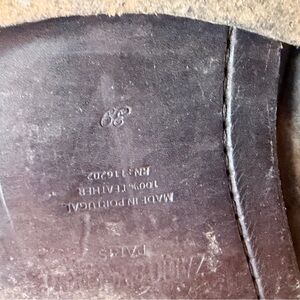 PARIS
MADE IN PORTUGAL
100% LEATHER
RN: 116202
39